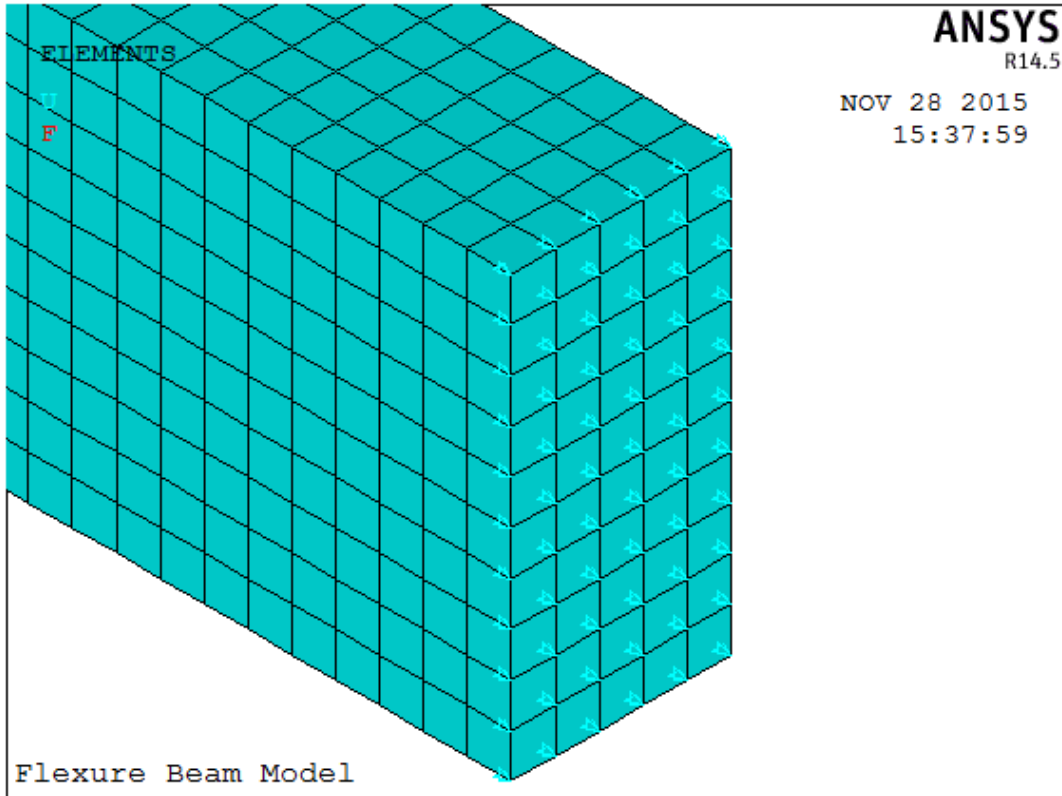 ANSYS
R14.5
ELEMENTS
NOV 28 2015
U
F
15:37:59
Flexure Beam Model